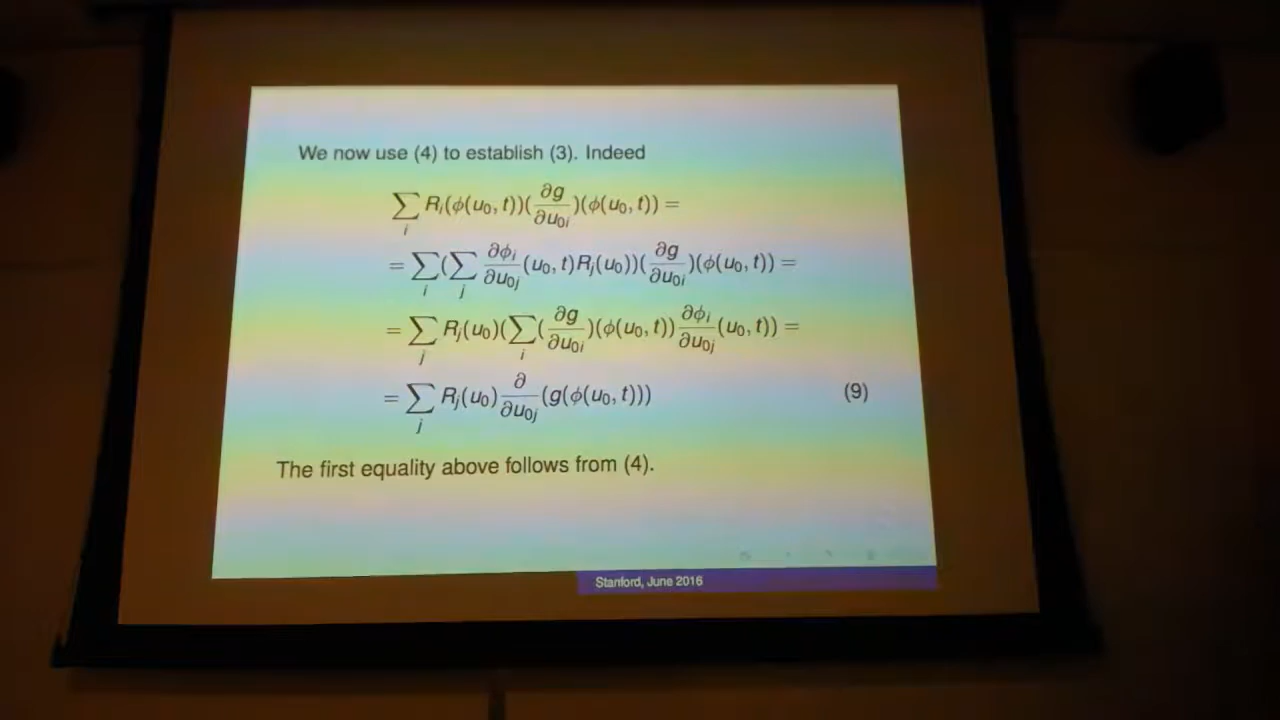 We now use (4) to establish (3). Indeed
∑_i R_i(ϕ(u_0, t))(∂g/∂u_{0i})(ϕ(u_0, t)) =
= ∑_i(∑_j ∂ϕ_i/∂u_{0j}(u_0, t)R_j(u_0))(∂g/∂u_{0i})(ϕ(u_0, t)) =
= ∑_j R_j(u_0)(∑_i(∂g/∂u_{0i})(ϕ(u_0, t))∂ϕ_i/∂u_{0j}(u_0, t)) =
= ∑_j R_j(u_0)∂/∂u_{0j}(g(ϕ(u_0, t))) (9)
The first equality above follows from (4).
Stanford, June 2016